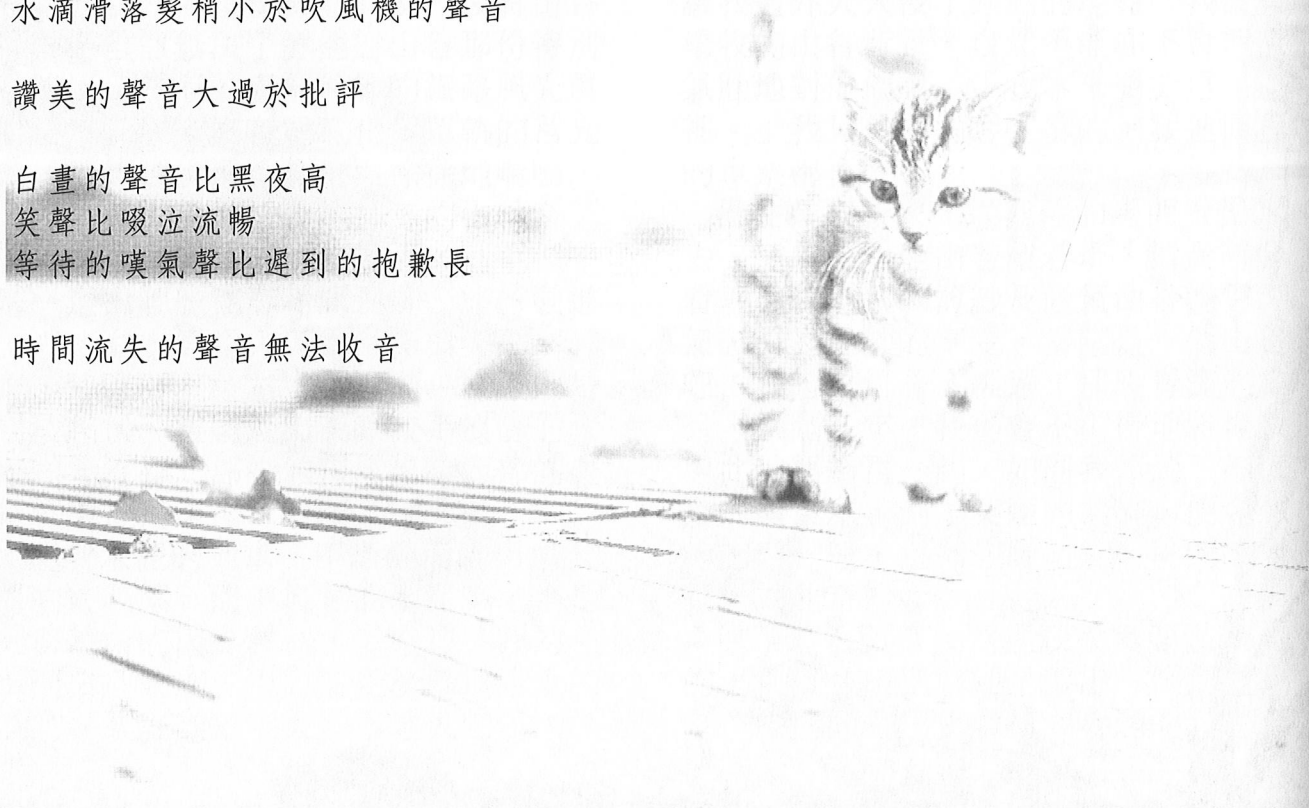 水滴滑落髮梢小於吹風機的聲音
讚美的聲音大過於批評
白晝的聲音比黑夜高
笑聲比啜泣流暢
等待的嘆氣聲比遲到的抱歉長
時間流失的聲音無法收音